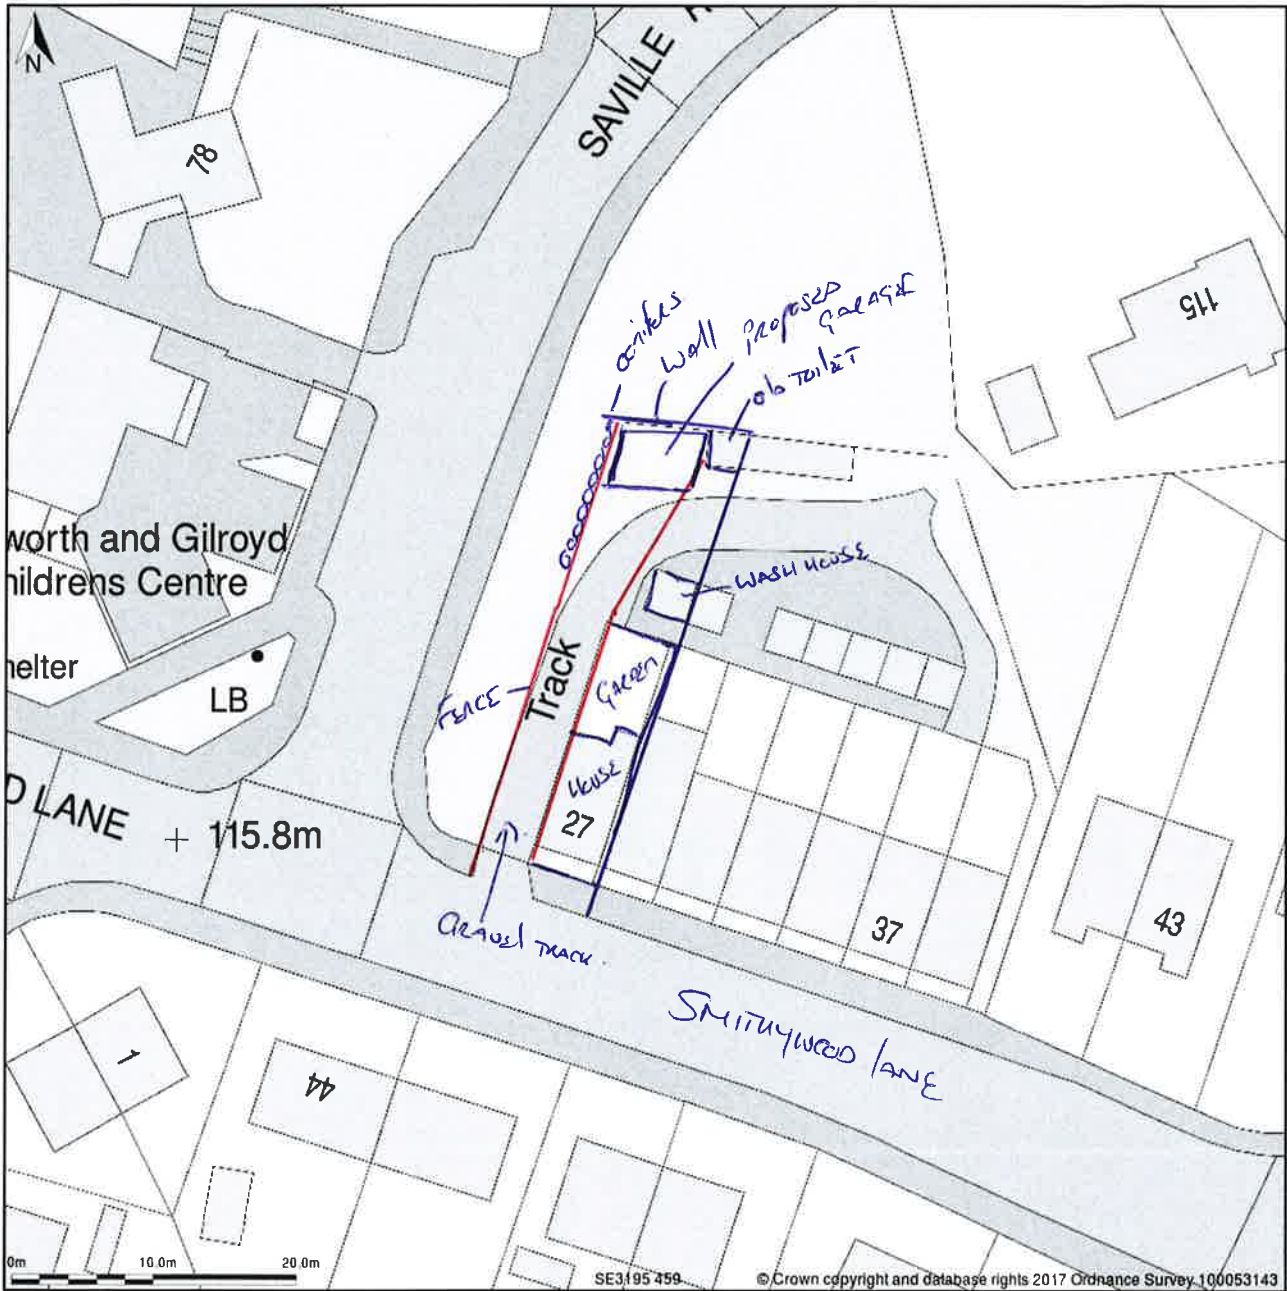 N
SAVILLE R
78
115
conifers
Wall
PROPOSED
GARAGE
old TOILET
worth and Gilroyd
hildrens Centre
helter
LB
WASH HOUSE
Track
FENCE
GARDEN
HOUSE
27
D LANE
+ 115.8m
GRAVEL TRACK.
37
43
SMITHYWOOD LANE
1
44
0m
10.0m
20.0m
SE3195 459
© Crown copyright and database rights 2017 Ordnance Survey 100053143